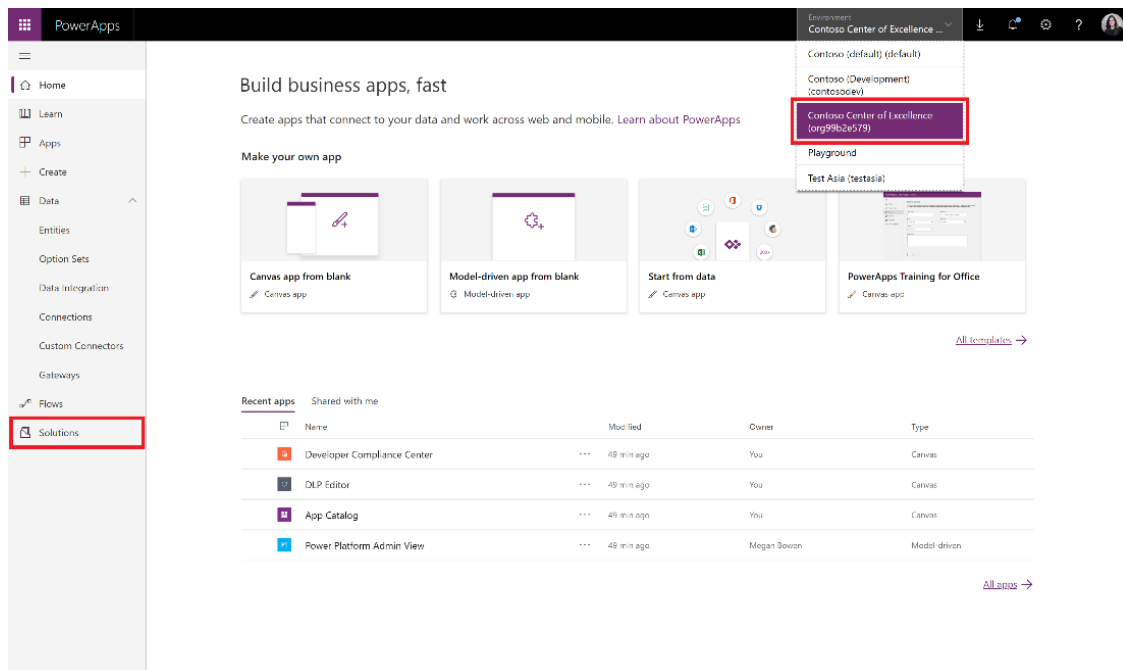 PowerApps
Environment
Contoso Center of Excellence ...
?
Contoso (default) (default)
Contoso (Development)
(contosodev)
Contoso Center of Excellence
(org99b2e579)
Playground
Test Asia (testasia)
Home
Learn
Apps
Create
Data
Entities
Option Sets
Data Integration
Connections
Custom Connectors
Gateways
Flows
Solutions
Build business apps, fast
Create apps that connect to your data and work across web and mobile. Learn about PowerApps
Make your own app
Canvas app from blank
Canvas app
Model-driven app from blank
Model-driven app
Start from data
Canvas app
PowerApps Training for Office
Canvas app
All templates
Recent apps Shared with me
Name Modified Owner Type
Developer Compliance Center ... 49 min ago You Canvas
DLP Editor ... 49 min ago You Canvas
App Catalog ... 49 min ago You Canvas
Power Platform Admin View ... 49 min ago Megan Bowen Model-driven
All apps